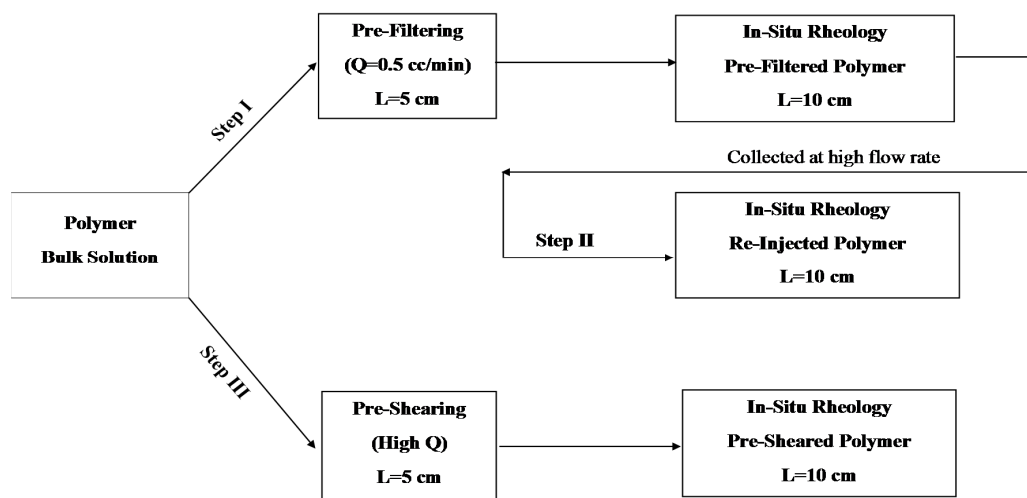 Pre-Filtering
(Q=0.5 cc/min)
L=5 cm
In-Situ Rheology
Pre-Filtered Polymer
L=10 cm
Step I
Collected at high flow rate
Polymer
Bulk Solution
In-Situ Rheology
Re-Injected Polymer
L=10 cm
Step II
Step III
Pre-Shearing
(High Q)
L=5 cm
In-Situ Rheology
Pre-Sheared Polymer
L=10 cm